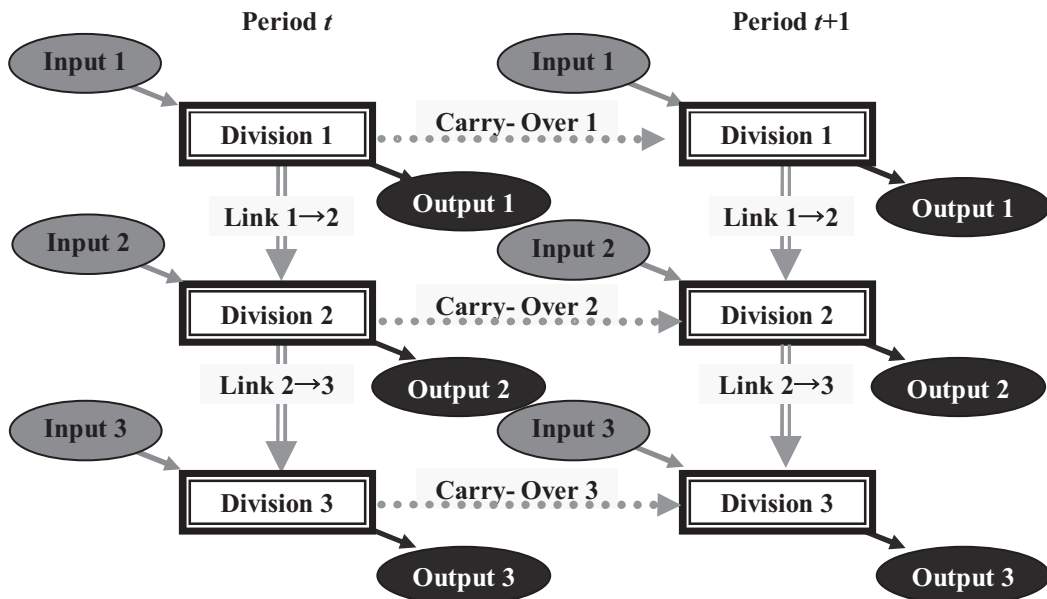 Period t
Period t+1
Input 1
Input 1
Division 1
Carry- Over 1
Division 1
Output 1
Output 1
Link 1→2
Link 1→2
Input 2
Input 2
Division 2
Carry- Over 2
Division 2
Output 2
Output 2
Link 2→3
Link 2→3
Input 3
Input 3
Division 3
Carry- Over 3
Division 3
Output 3
Output 3